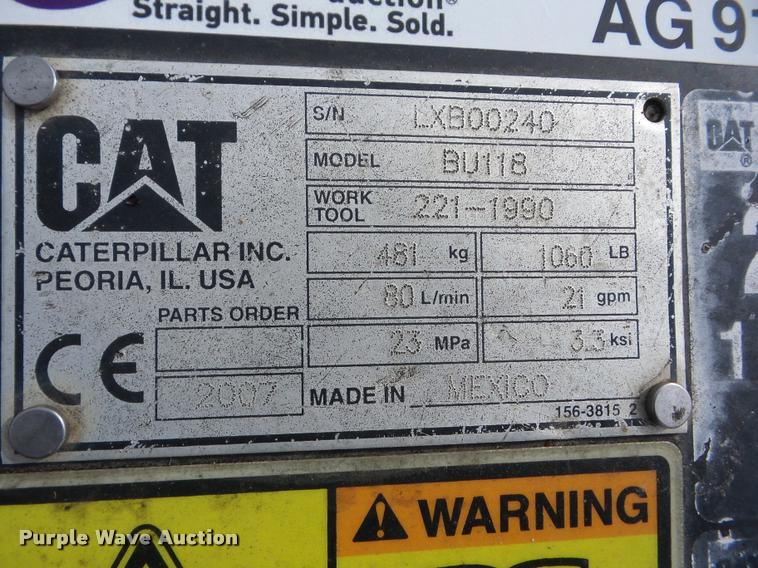 Straight. Simple. Sold.
AG 9
CAT
CATERPILLAR INC.
PEORIA, IL. USA
S/N LXB00240
MODEL BU118
WORK TOOL 221-1990
481 kg 1060 LB
80 L/min 21 gpm
23 MPa 3.3 ksi
PARTS ORDER
CE
2007
MADE IN MEXICO
156-3815 2
CAT
®
WARNING
Purple Wave Auction